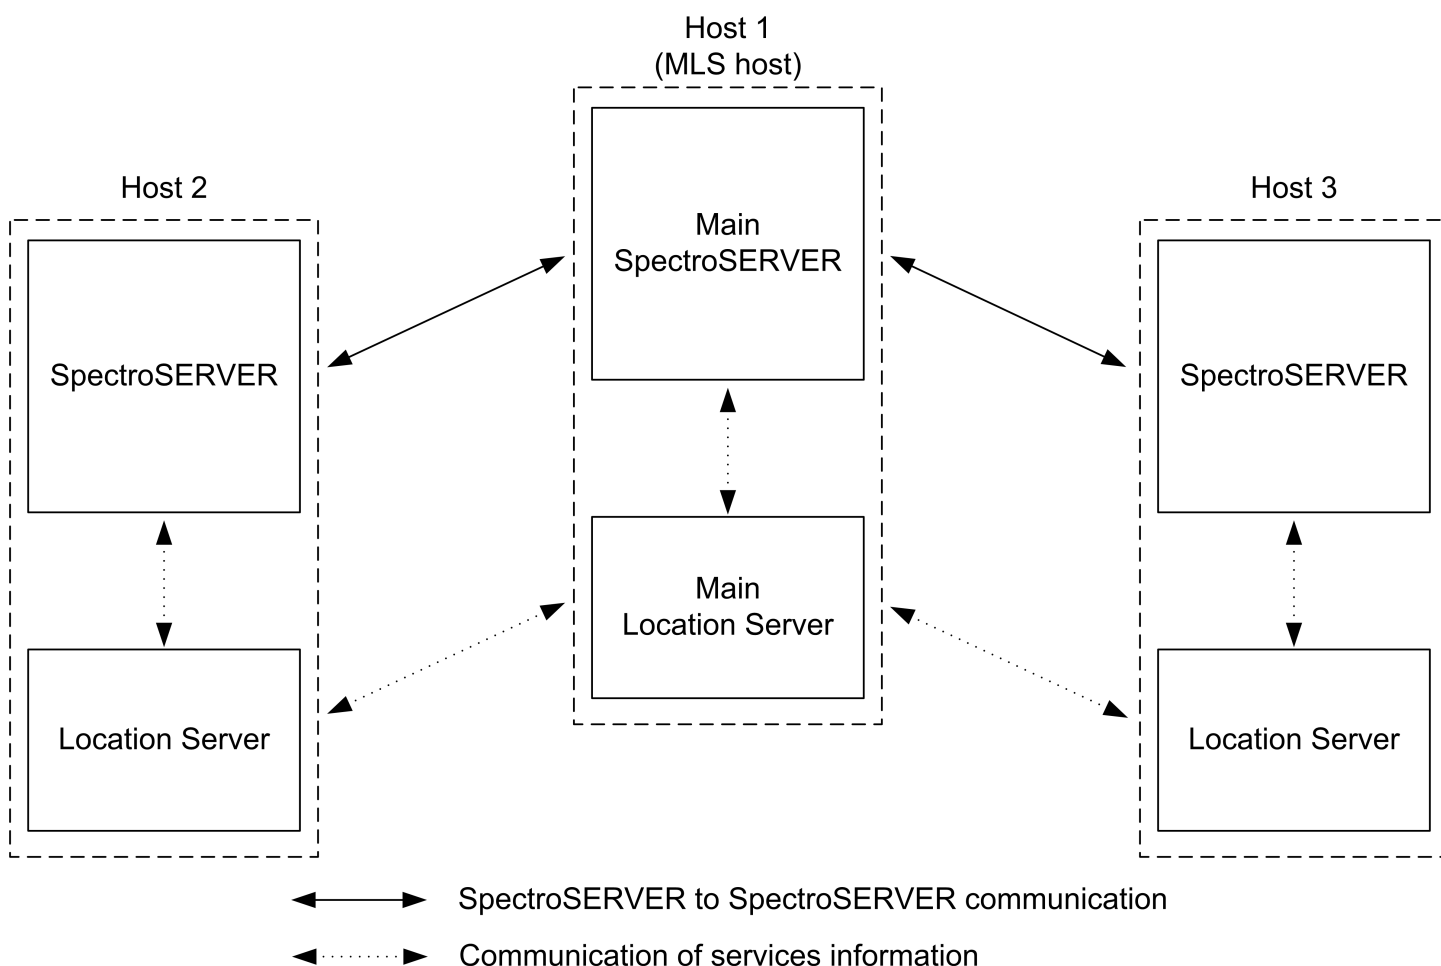 Host 1
(MLS host)
Host 2
Host 3
Main
SpectroSERVER
SpectroSERVER
SpectroSERVER
Main
Location Server
Location Server
Location Server
SpectroSERVER to SpectroSERVER communication
Communication of services information